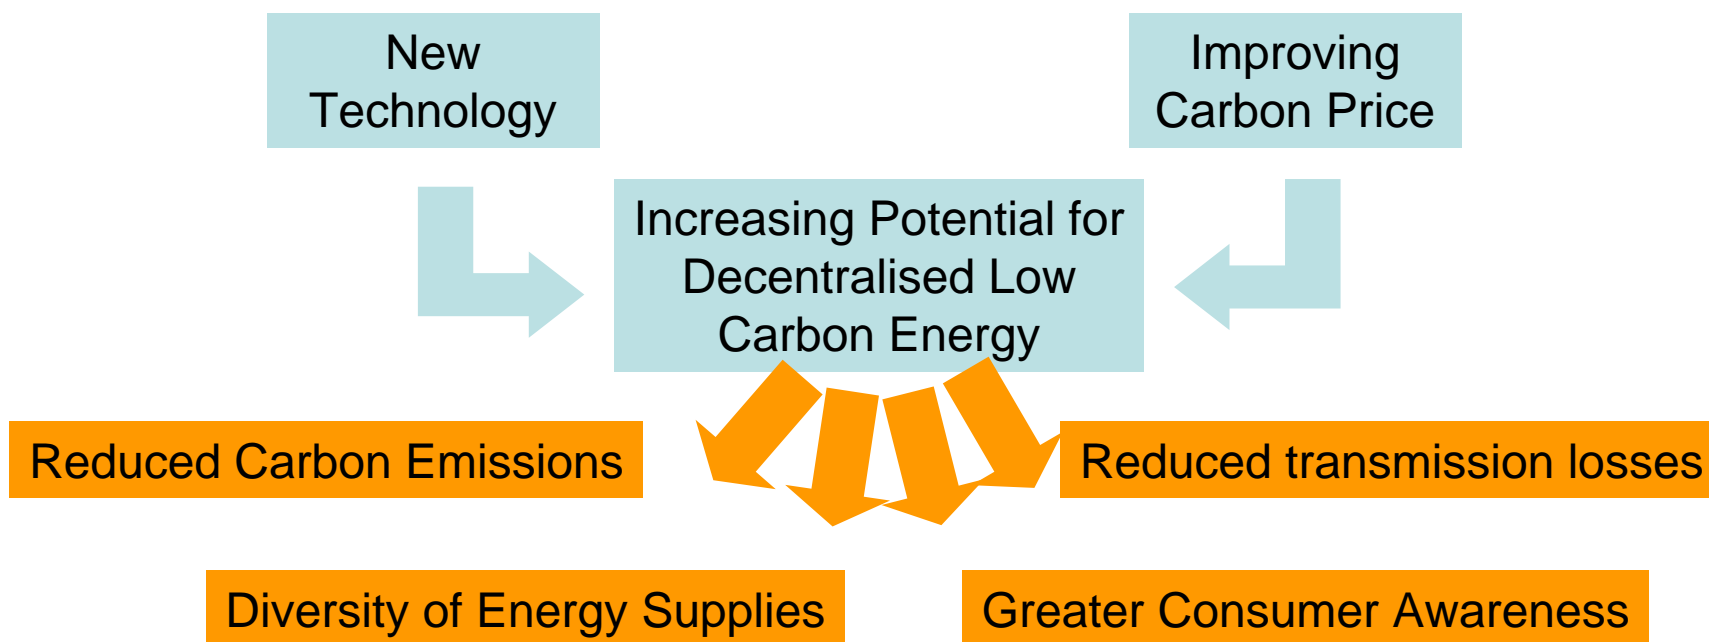 New
Technology
Improving
Carbon Price
Increasing Potential for
Decentralised Low
Carbon Energy
Reduced Carbon Emissions
Reduced transmission losses
Diversity of Energy Supplies
Greater Consumer Awareness